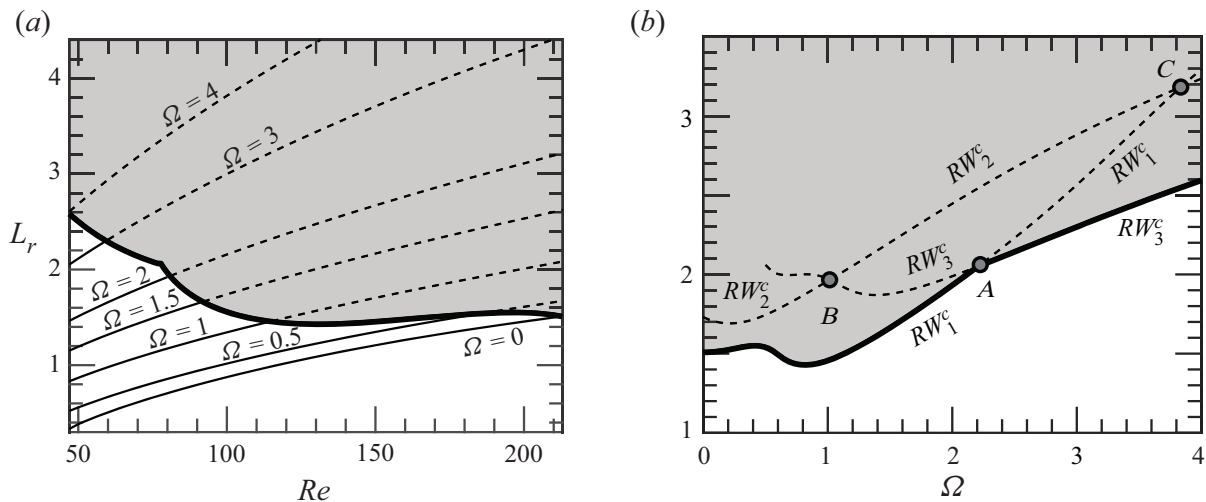 (a)
4
3
2
1
L_r
Ω = 4
Ω = 3
Ω = 2
Ω = 1.5
Ω = 1
Ω = 0.5
Ω = 0
50 100 150 200
Re
(b)
3
2
1
C
RW_2^c
RW_1^c
RW_3^c
RW_3^c
RW_2^c
B
A
RW_1^c
0 1 2 3 4
Ω